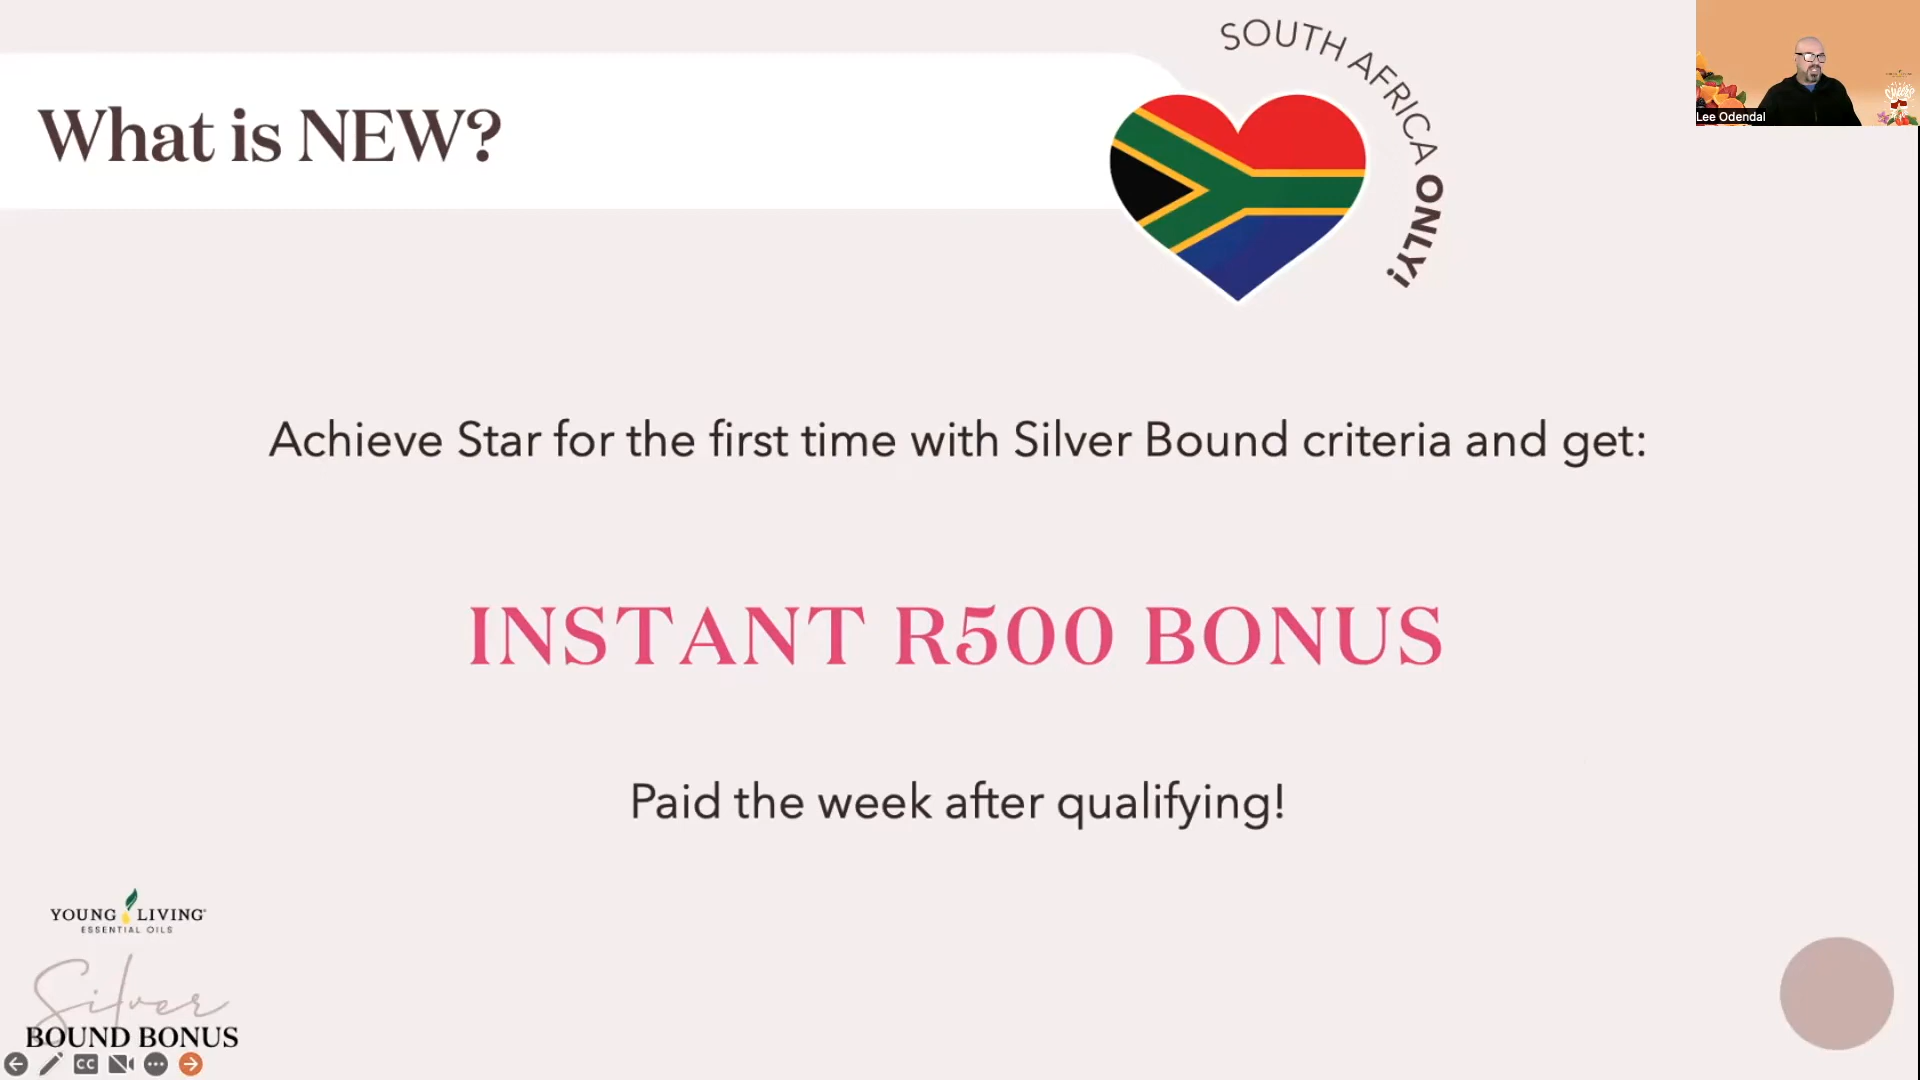 SOUTH AFRICA ONLY!
What is NEW?
Lee Odendal
Achieve Star for the first time with Silver Bound criteria and get:
INSTANT R500 BONUS
Paid the week after qualifying!
YOUNG LIVING
ESSENTIAL OILS
Silver
BOUND BONUS
CC